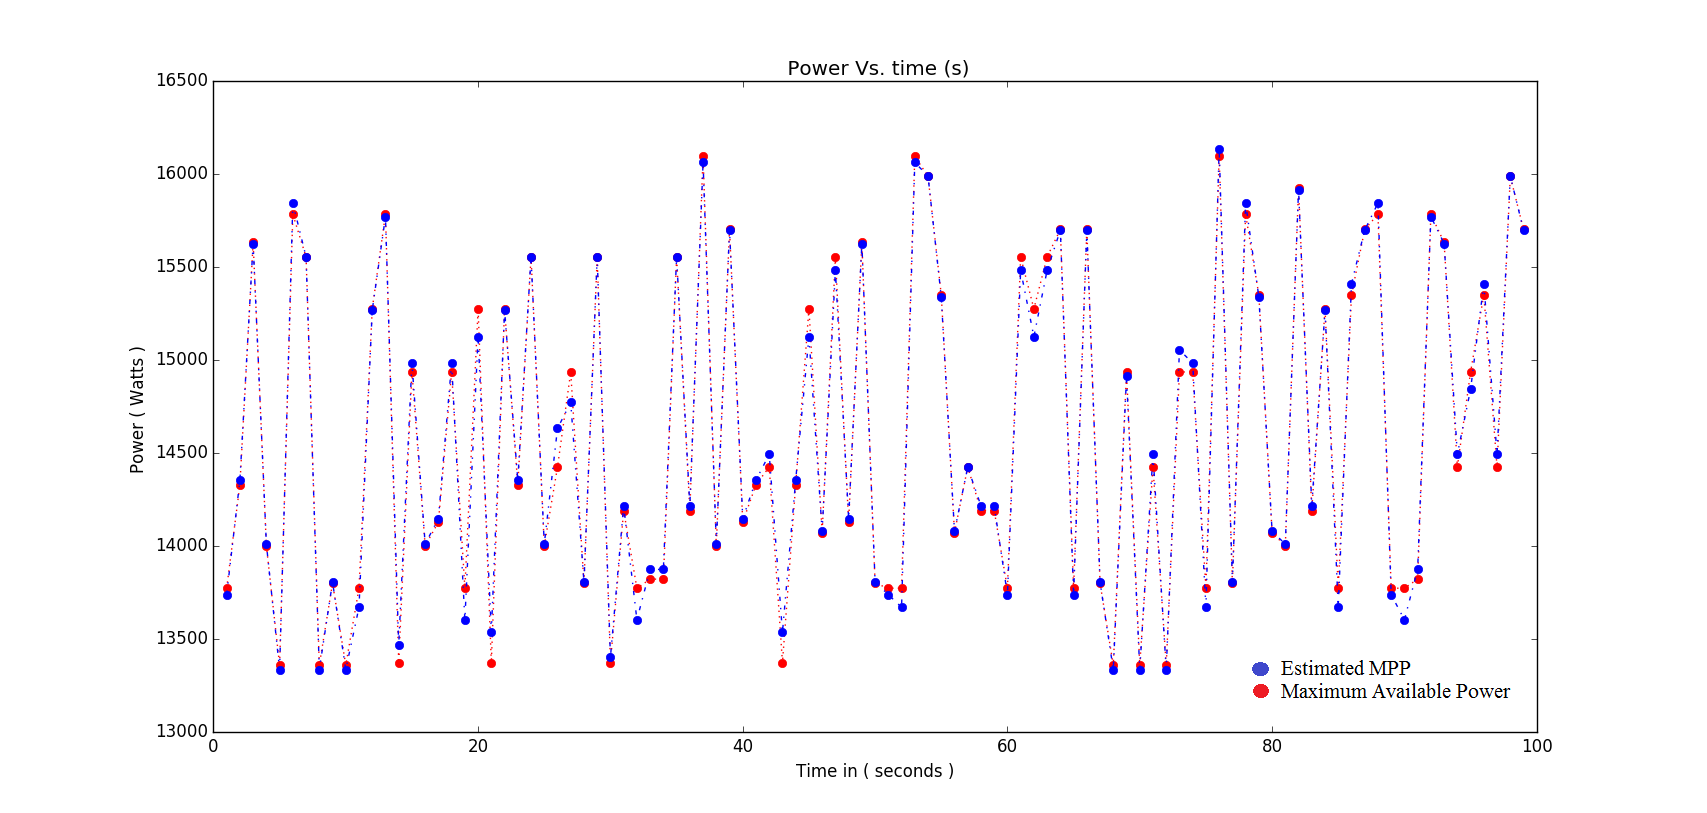 Power Vs. time (s)
16500
16000
15500
15000
14500
14000
13500
13000
Power ( Watts )
0 20 40 60 80 100
Time in ( seconds )
Estimated MPP
Maximum Available Power